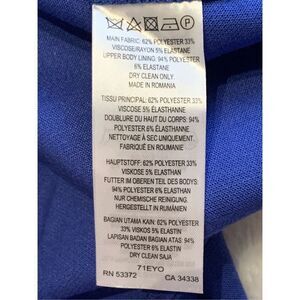 MAIN FABRIC: 62% POLYESTER 33%
VISCOSE/RAYON 5% ELASTANE
UPPER BODY LINING: 94% POLYESTER
6% ELASTANE
DRY CLEAN ONLY
MADE IN ROMANIA
TISSU PRINCIPAL: 62% POLYESTER 33%
VISCOSE 5% ÉLASTHANNE
DOUBLURE DU HAUT DU CORPS: 94%
POLYESTER 6% ÉLASTHANNE
NETTOYAGE À SEC UNIQUEMENT.
FABRIQUÉ EN ROUMANIE
HAUPTSTOFF: 62% POLYESTER 33%
VISKOSE 5% ELASTHAN
FUTTER IM OBEREN TEIL DES BODYS:
94% POLYESTER 6% ELASTHAN
NUR CHEMISCHE REINIGUNG.
HERGESTELLT IN RUMÄNIEN
BAGIAN UTAMA KAIN: 62% POLYESTER
33% VISKOS 5% ELASTIN
LAPISAN BADAN BAGIAN ATAS: 94%
POLYESTER 6% ELASTIN
DRY CLEAN SAJA
71EYO
RN 53372 CA 34338